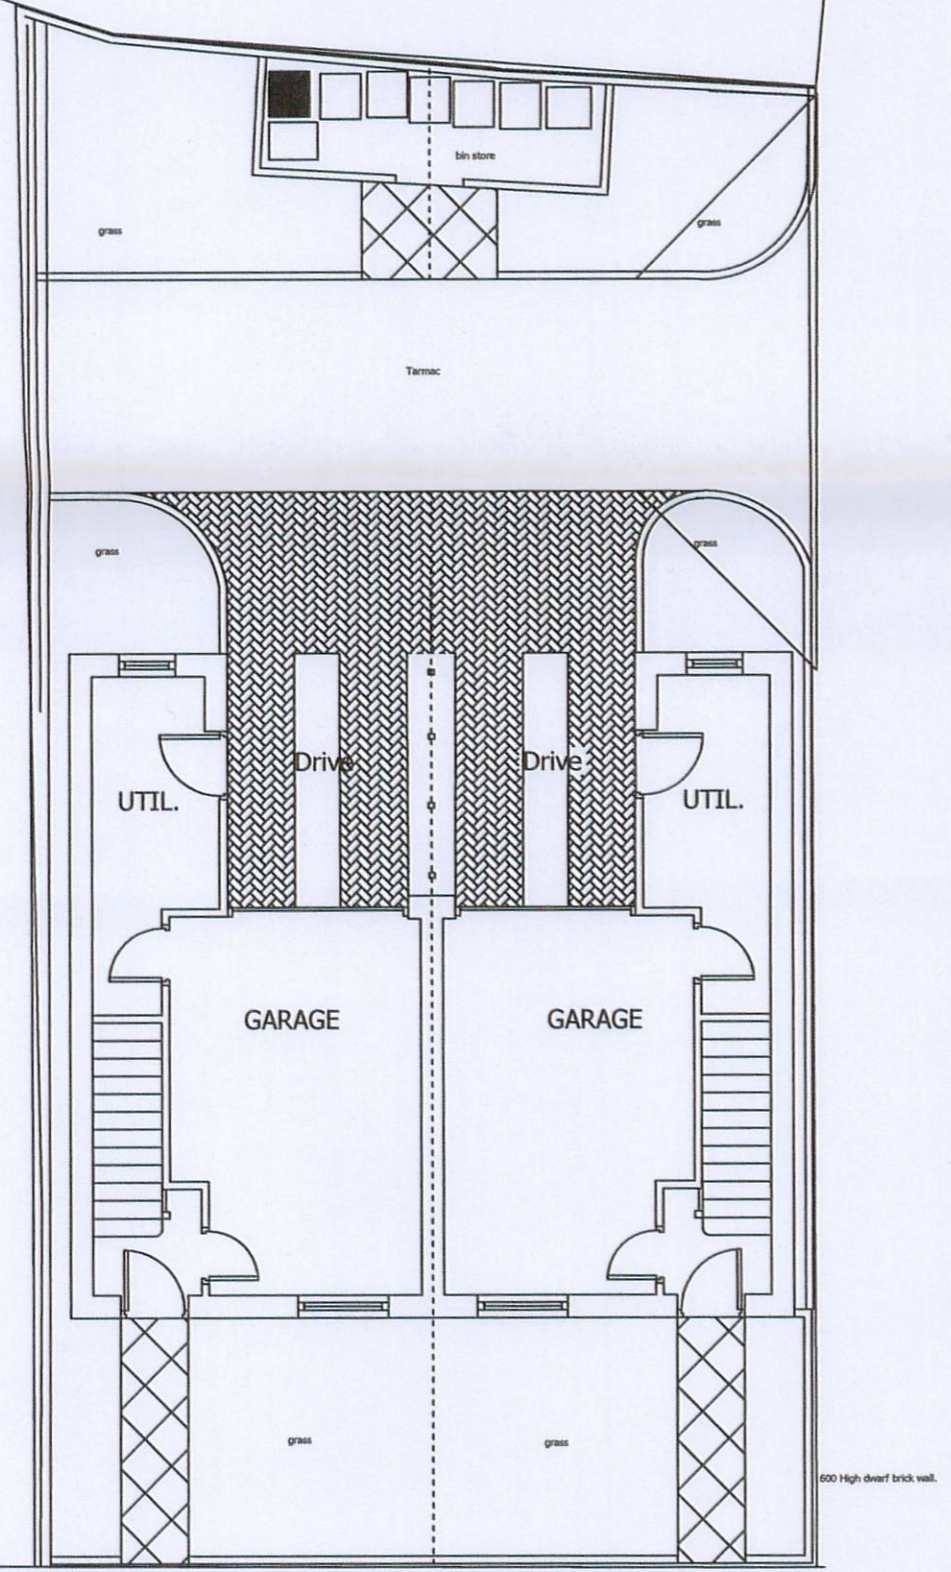 bin store
grass
grass
Tarmac
grass
grass
Drive
Drive
UTIL.
UTIL.
GARAGE
GARAGE
grass
grass
600 High dwarf brick wall.